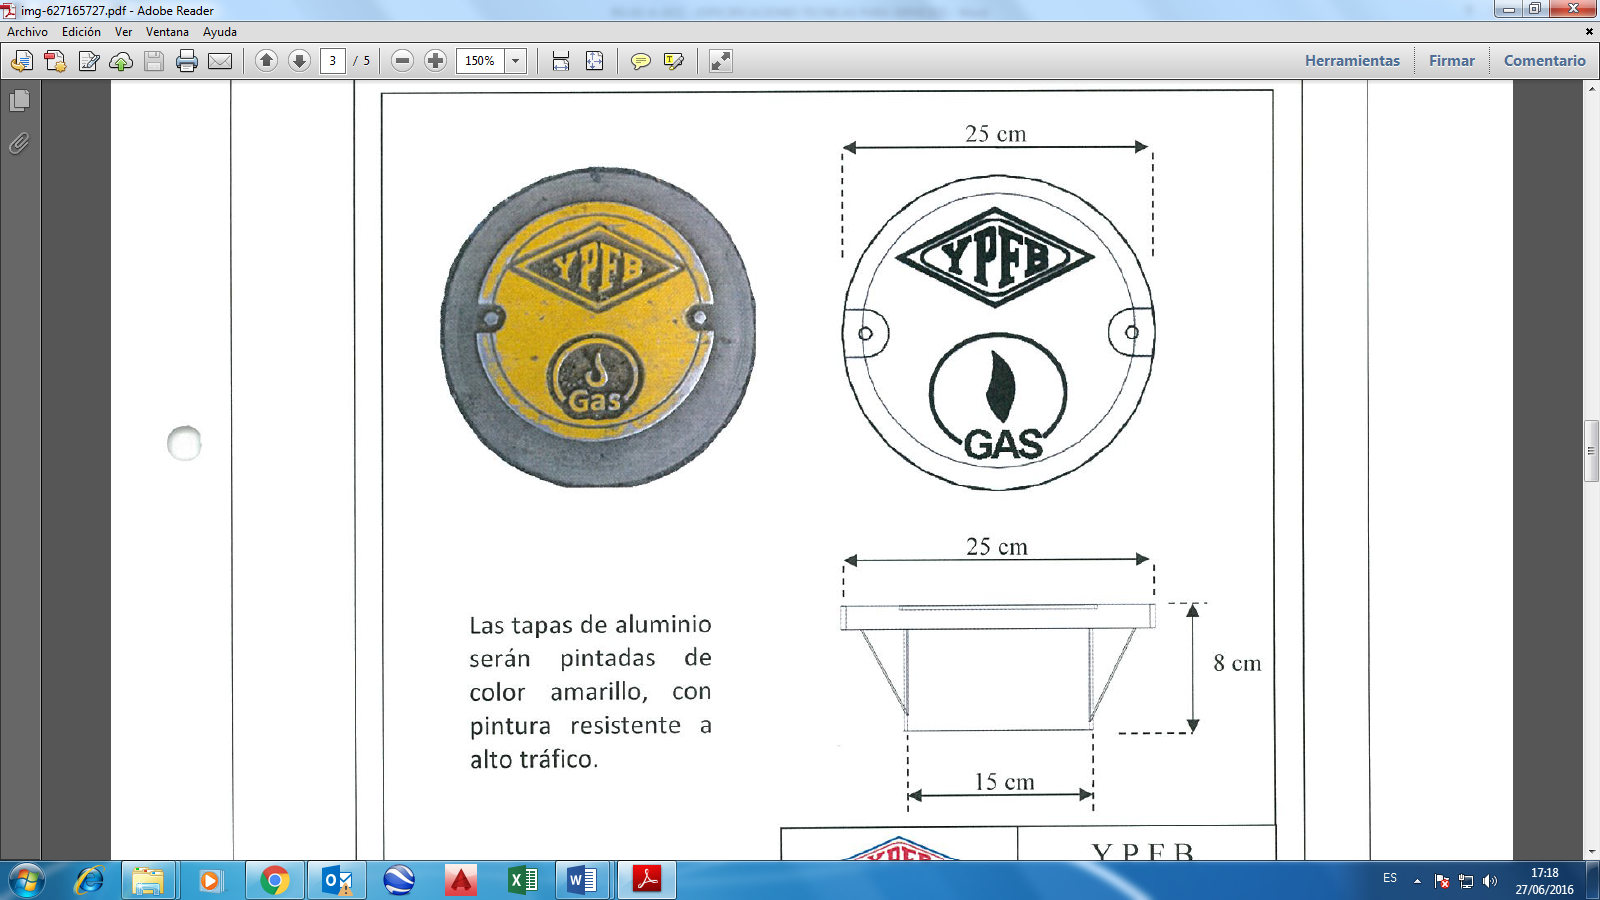 img-627165727.pdf - Adobe Reader
Archivo Edición Ver Ventana Ayuda
3 / 5
150%
Herramientas Firmar Comentario
25 cm
YPFB
Gas
YPFB
GAS
25 cm
8 cm
15 cm
Las tapas de aluminio
serán pintadas de
color amarillo, con
pintura resistente a
alto tráfico.
YPFB
Y P F B
ES
17:18
27/06/2016